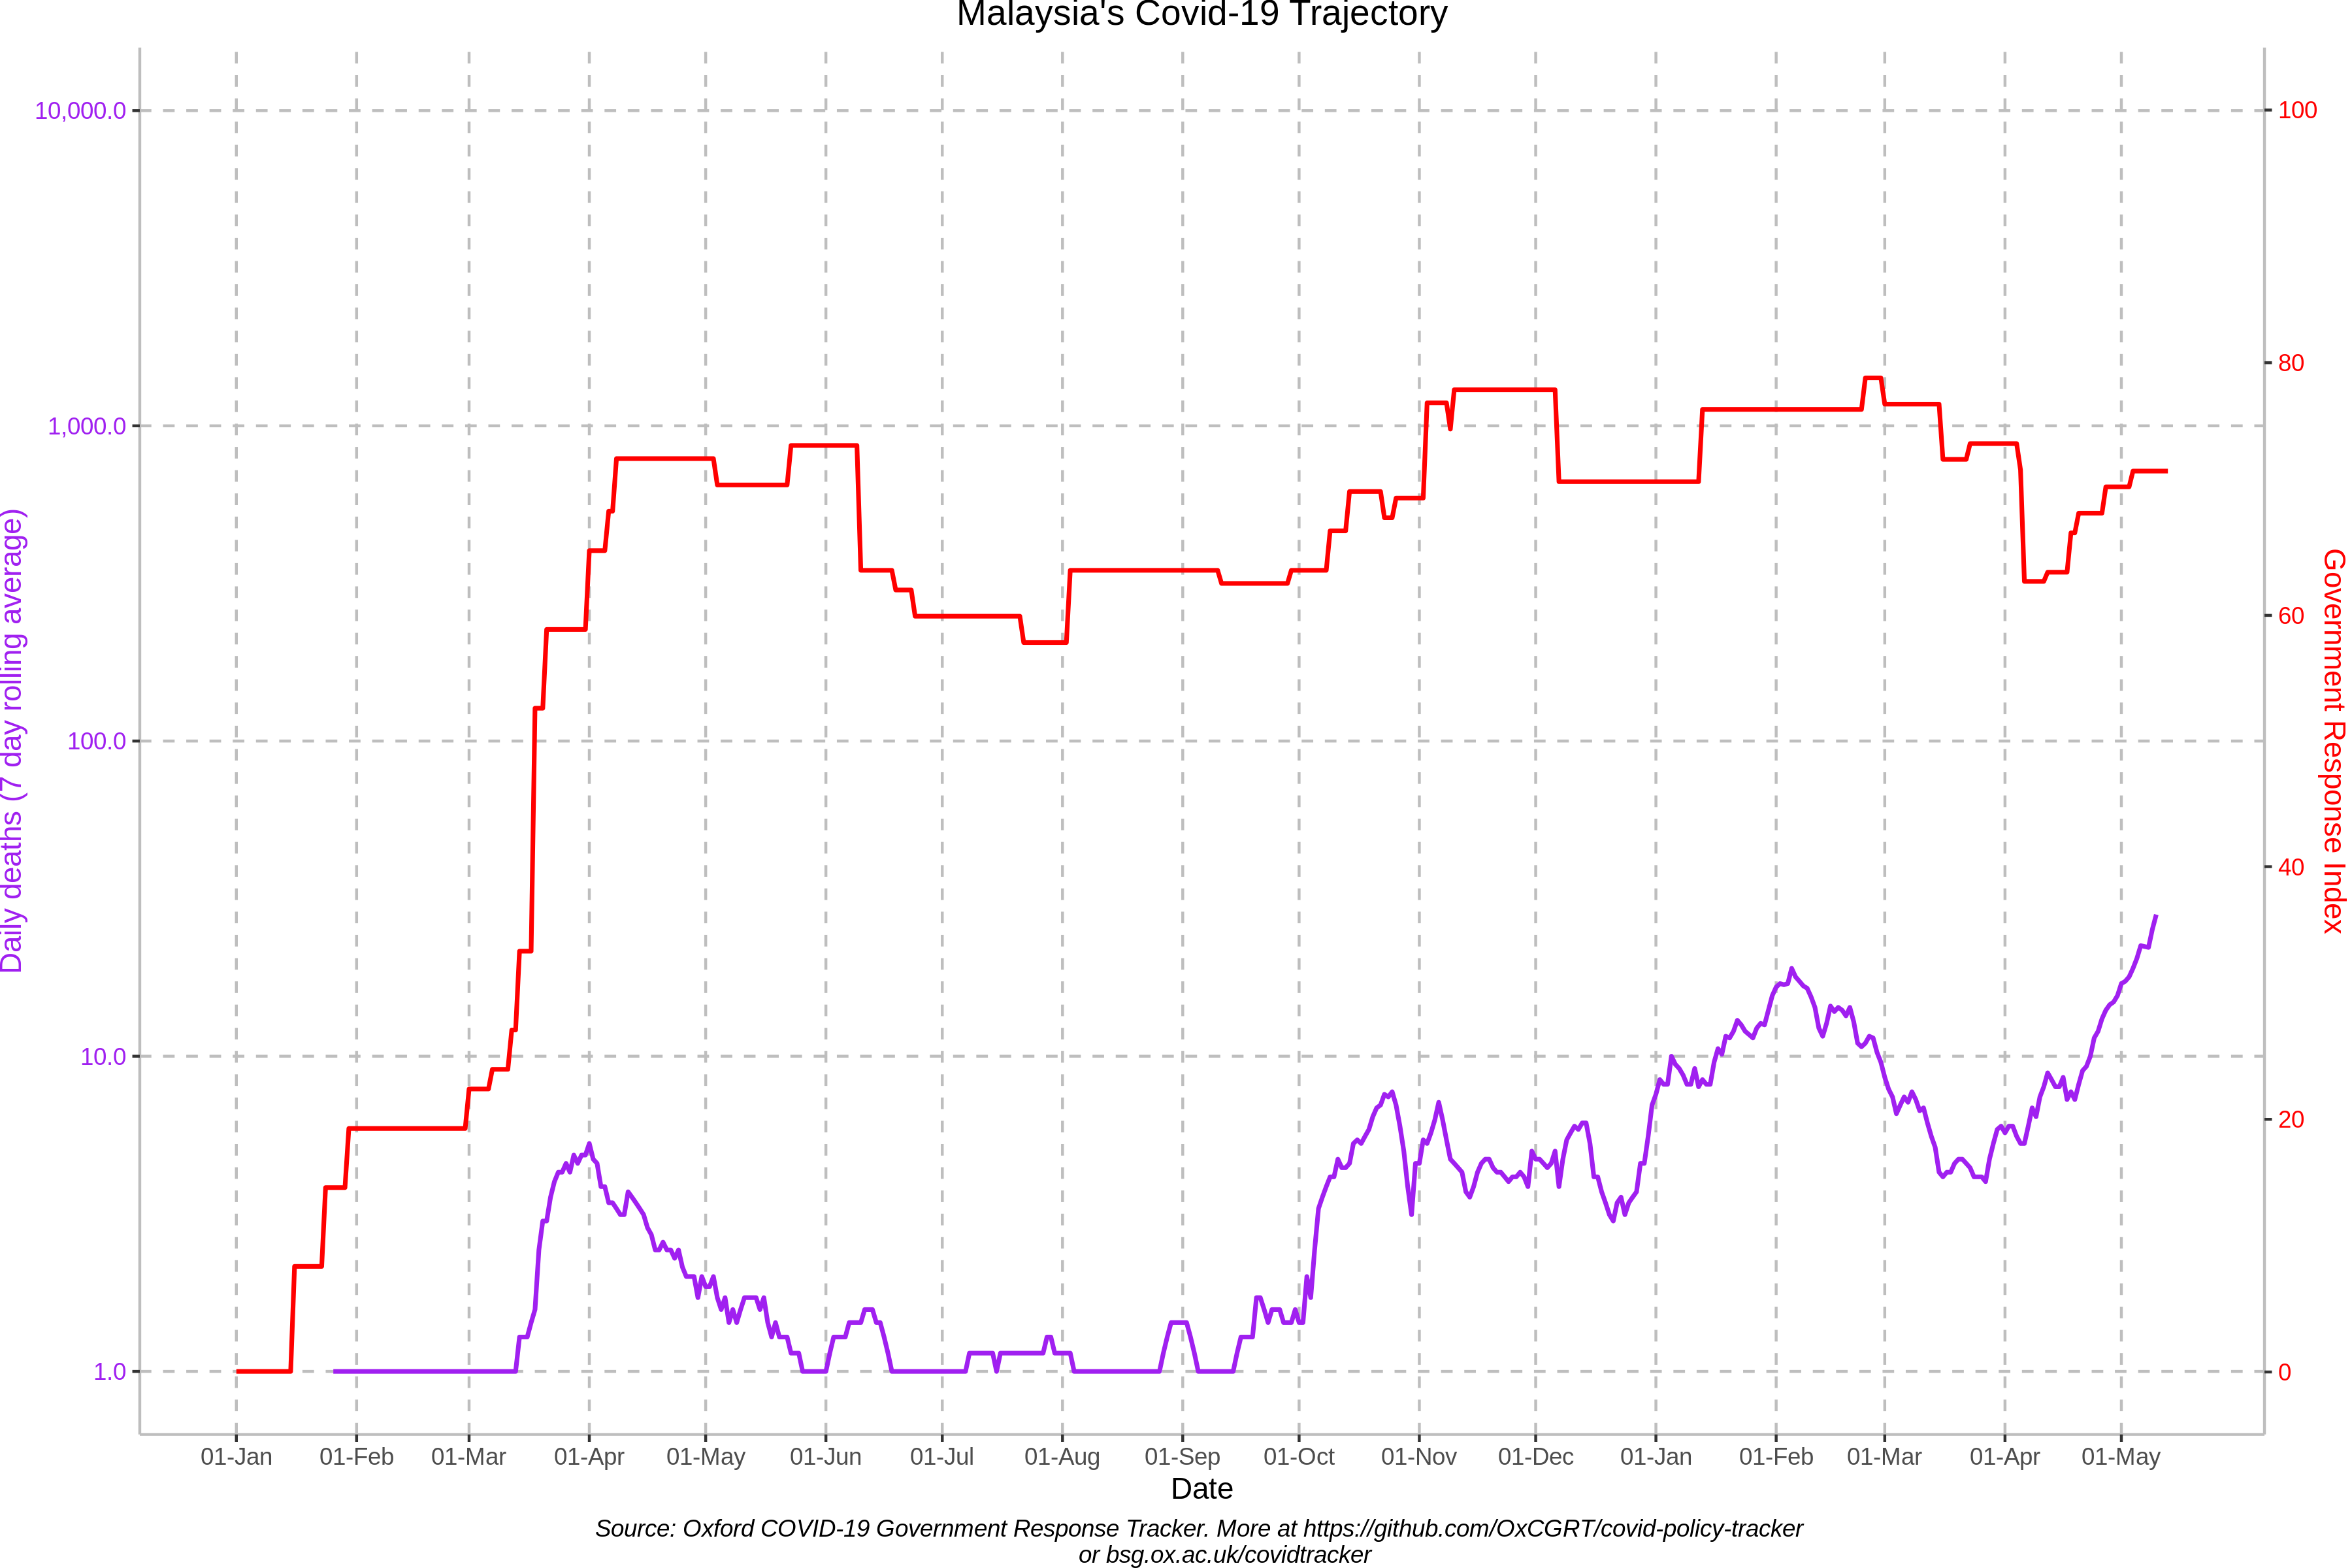 Malaysia's Covid-19 Trajectory
10,000.0
1,000.0
100.0
10.0
1.0
Daily deaths (7 day rolling average)
100
80
60
40
20
0
Government Response Index
01-Jan 01-Feb 01-Mar 01-Apr 01-May 01-Jun 01-Jul 01-Aug 01-Sep 01-Oct 01-Nov 01-Dec 01-Jan 01-Feb 01-Mar 01-Apr 01-May
Date
Source: Oxford COVID-19 Government Response Tracker. More at https://github.com/OxCGRT/covid-policy-tracker
or bsg.ox.ac.uk/covidtracker